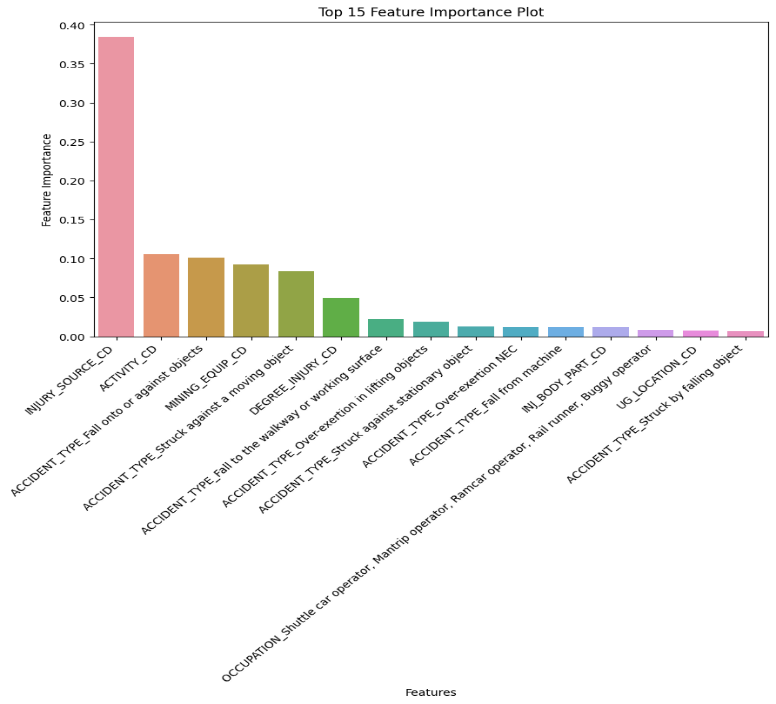 Top 15 Feature Importance Plot
0.40
0.35
0.30
0.25
0.20
0.15
0.10
0.05
0.00
Feature Importance
INJURY_SOURCE_CD
ACTIVITY_CD
ACCIDENT_TYPE_Fall onto or against objects
MINING_EQUIP_CD
ACCIDENT_TYPE_Struck against a moving object
DEGREE_INJURY_CD
ACCIDENT_TYPE_Fall to the walkway or working surface
ACCIDENT_TYPE_Over-exertion in lifting objects
ACCIDENT_TYPE_Struck against stationary object
ACCIDENT_TYPE_Over-exertion NEC
ACCIDENT_TYPE_Fall from machine
INJ_BODY_PART_CD
OCCUPATION_Shuttle car operator, Mantrip operator, Ramcar operator, Rail runner, Buggy operator
UG_LOCATION_CD
ACCIDENT_TYPE_Struck by falling object
Features